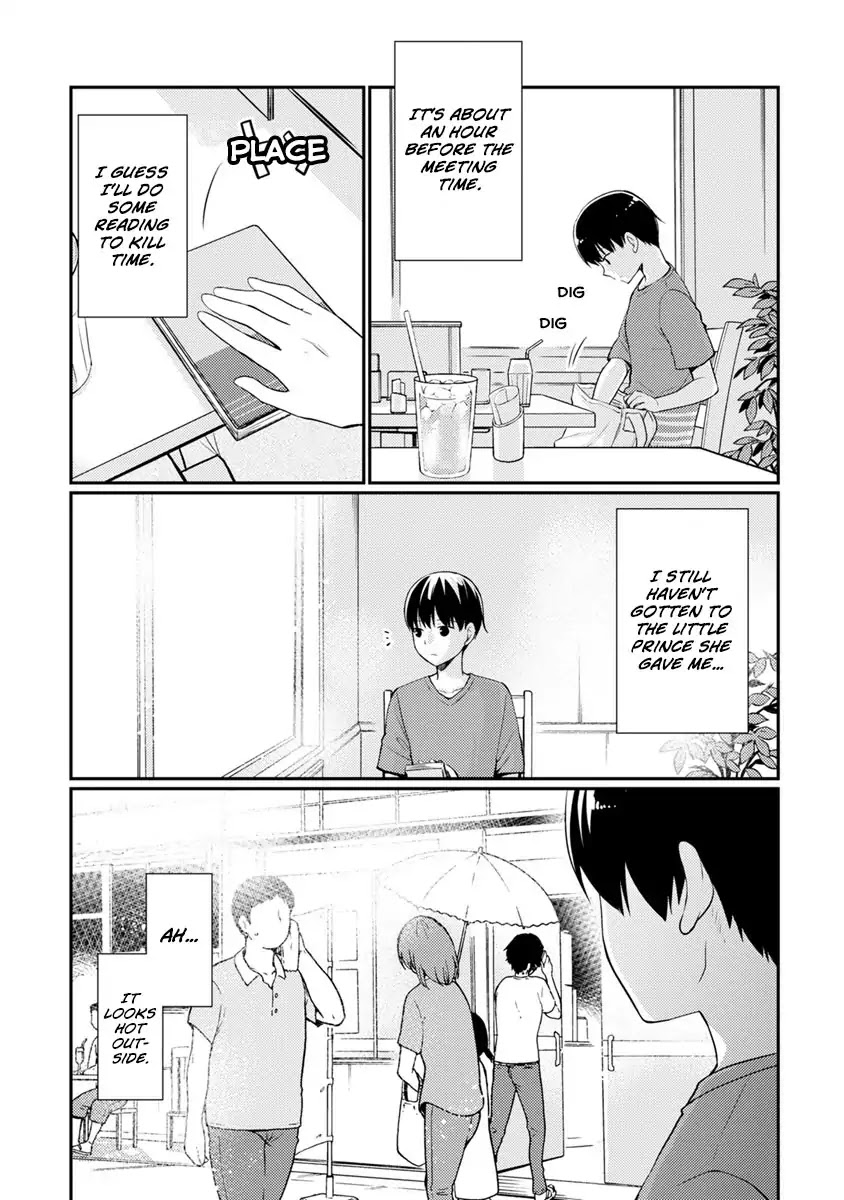 IT'S ABOUT
AN HOUR
BEFORE THE
MEETING
TIME.
DIG
DIG
PLACE
I GUESS
I'LL DO
SOME
READING
TO KILL
TIME.
I STILL
HAVEN'T
GOTTEN TO
THE LITTLE
PRINCE SHE
GAVE ME...
AH...
IT
LOOKS
HOT
OUT-
SIDE.